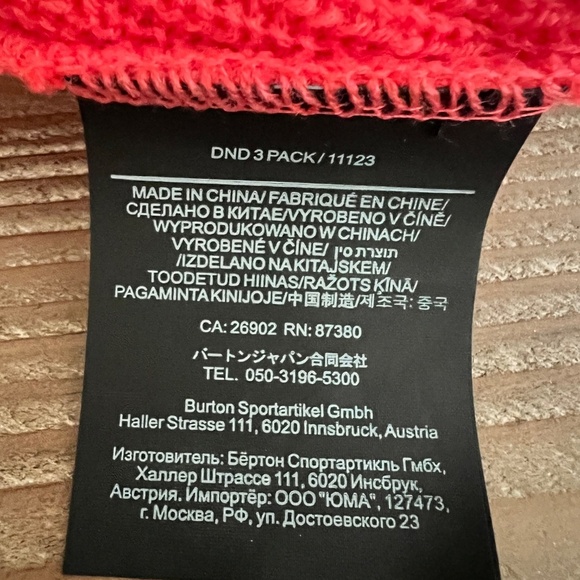 DND 3 PACK / 11123
MADE IN CHINA/ FABRIQUÉ EN CHINE/
СДЕЛАНО В КИТАЕ/VYROBENO V ČÍNĚ/
WYPRODUKOWANO W CHINACH/
VYROBENÉ V ČÍNE/ תוצרת סין
/IZDELANO NA KITAJSKEM/
TOODETUD HIINAS/RAŽOTS ĶĪNĀ/
PAGAMINTA KINIJOJE/中国制造/제조국: 중국
CA: 26902 RN: 87380
バートンジャパン合同会社
TEL. 050-3196-5300
Burton Sportartikel Gmbh
Haller Strasse 111, 6020 Innsbruck, Austria
Изготовитель: Бёртон Спортартикль Гмбх,
Халлер Штрассе 111, 6020 Инсбрук,
Австрия. Импортёр: ООО "ЮМА", 127473,
г. Москва, РФ, ул. Достоевского 23